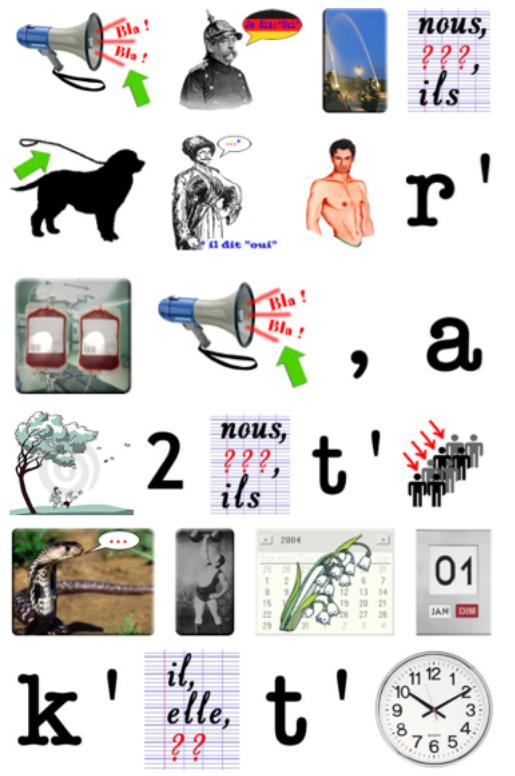 Bla ! Bla ! Je dis:"Oui" nous, ???, ils
... * * il dit "oui" r'
Bla ! Bla ! , a
2 nous, ???, ils t'
... 2004 01 JAN DIM
k' il, elle, ?? t' 12 1 2 3 4 5 6 7 8 9 10 11